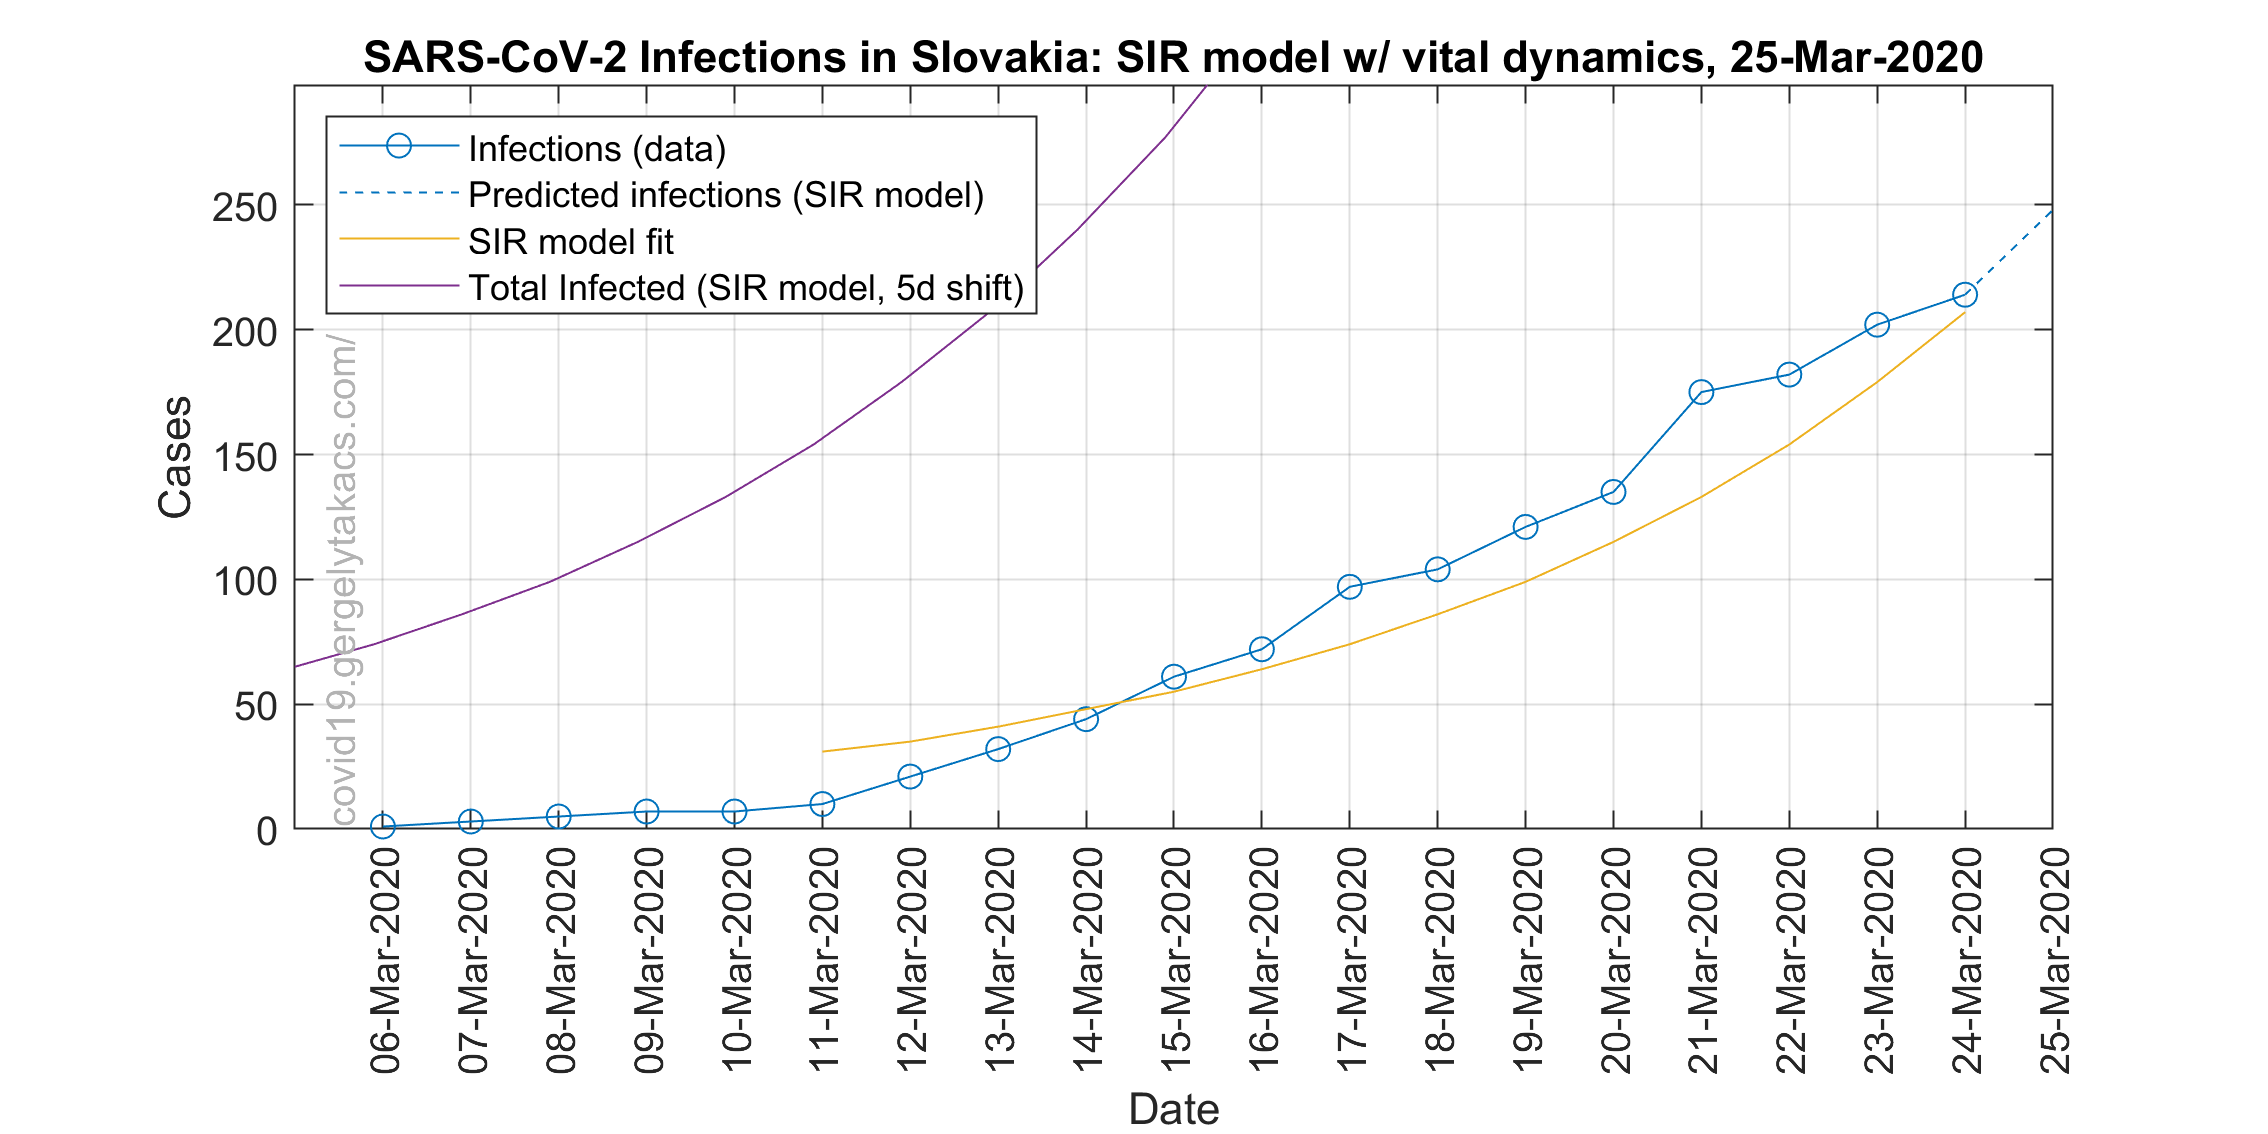 SARS-CoV-2 Infections in Slovakia: SIR model w/ vital dynamics, 25-Mar-2020
Infections (data)
Predicted infections (SIR model)
SIR model fit
Total Infected (SIR model, 5d shift)
250
200
150
100
50
0
Cases
covid19.gergelytakacs.com/
06-Mar-2020
07-Mar-2020
08-Mar-2020
09-Mar-2020
10-Mar-2020
11-Mar-2020
12-Mar-2020
13-Mar-2020
14-Mar-2020
15-Mar-2020
16-Mar-2020
17-Mar-2020
18-Mar-2020
19-Mar-2020
20-Mar-2020
21-Mar-2020
22-Mar-2020
23-Mar-2020
24-Mar-2020
25-Mar-2020
Date